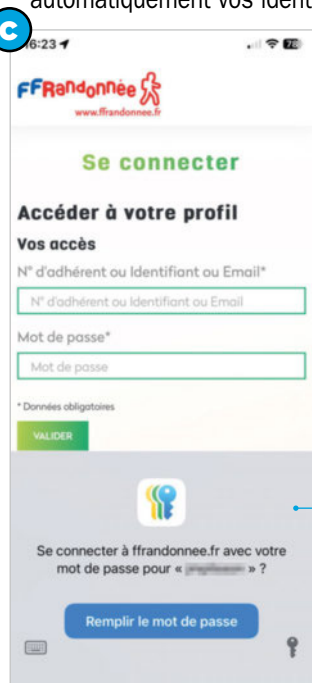 automatiquement vos ident
C
16:23
78
FFRandonnée
www.ffrandonnee.fr
Se connecter
Accéder à votre profil
Vos accès
N° d'adhérent ou Identifiant ou Email*
N° d'adhérent ou Identifiant ou Email
Mot de passe*
Mot de passe
* Données obligatoires
VALIDER
Se connecter à ffrandonnee.fr avec votre
mot de passe pour « » ?
Remplir le mot de passe